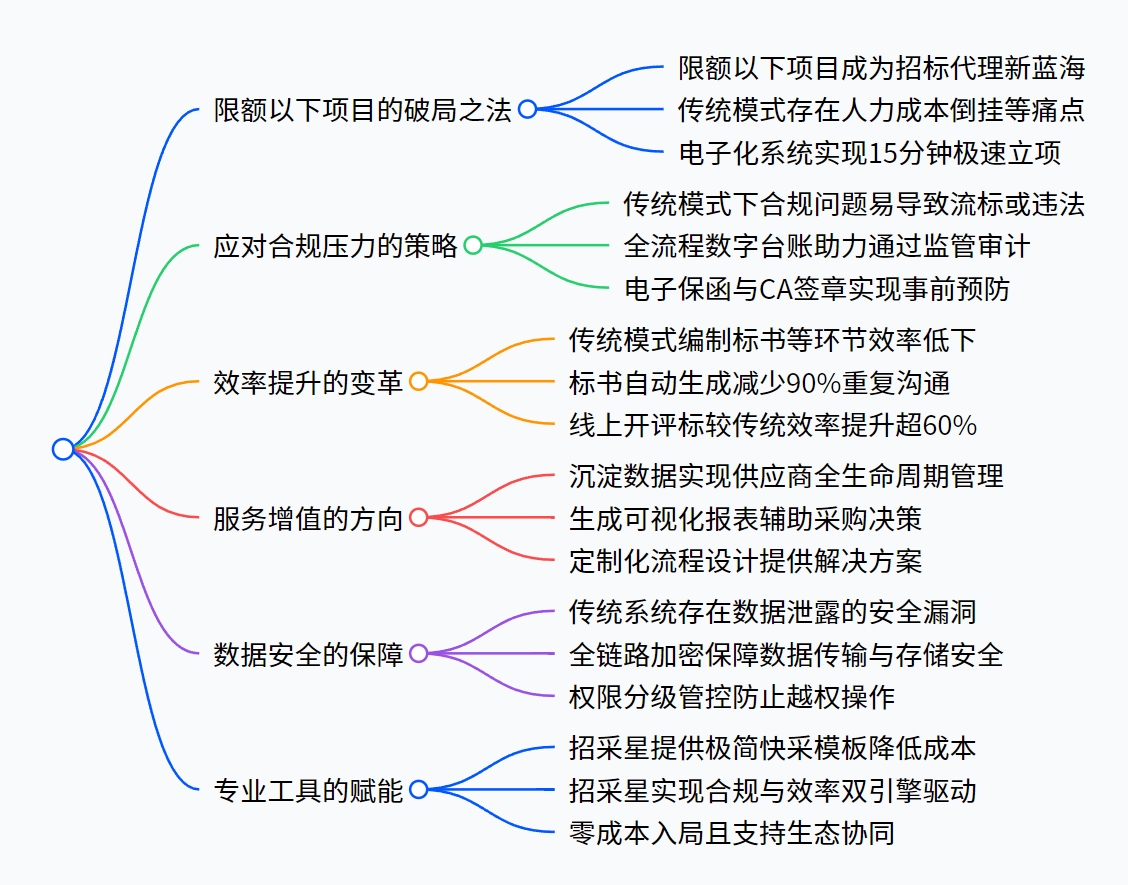 限额以下项目的破局之法
限额以下项目成为招标代理新蓝海
传统模式存在人力成本倒挂等痛点
电子化系统实现15分钟极速立项
应对合规压力的策略
传统模式下合规问题易导致流标或违法
全流程数字台账助力通过监管审计
电子保函与CA签章实现事前预防
效率提升的变革
传统模式编制标书等环节效率低下
标书自动生成减少90%重复沟通
线上开评标较传统效率提升超60%
服务增值的方向
沉淀数据实现供应商全生命周期管理
生成可视化报表辅助采购决策
定制化流程设计提供解决方案
数据安全的保障
传统系统存在数据泄露的安全漏洞
全链路加密保障数据传输与存储安全
权限分级管控防止越权操作
专业工具的赋能
招采星提供极简快采模板降低成本
招采星实现合规与效率双引擎驱动
零成本入局且支持生态协同